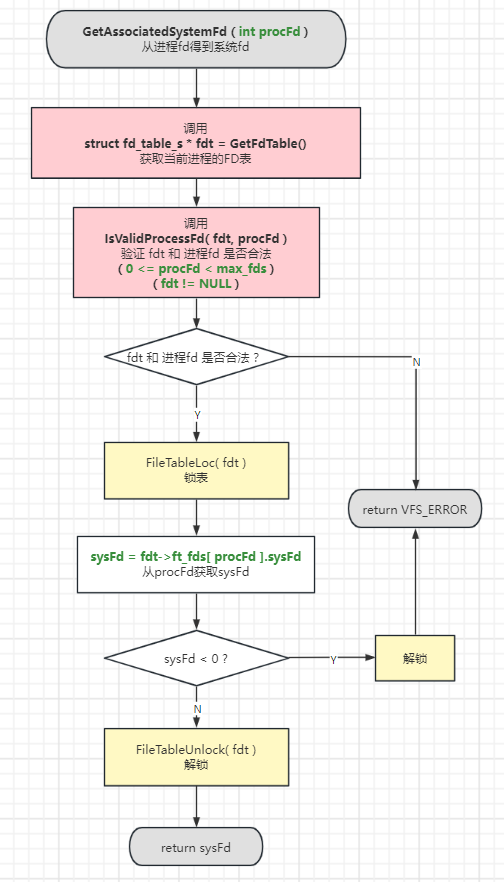 GetAssociatedSystemFd ( int procFd )
从进程fd得到系统fd
调用
struct fd_table_s * fdt = GetFdTable()
获取当前进程的FD表
调用
IsValidProcessFd( fdt, procFd )
验证 fdt 和 进程fd 是否合法
( 0 <= procFd < max_fds )
( fdt != NULL )
fdt 和 进程fd 是否合法 ?
N
Y
FileTableLoc( fdt )
锁表
return VFS_ERROR
sysFd = fdt->ft_fds[ procFd ].sysFd
从procFd获取sysFd
sysFd < 0 ?
Y
解锁
N
FileTableUnlock( fdt )
解锁
return sysFd